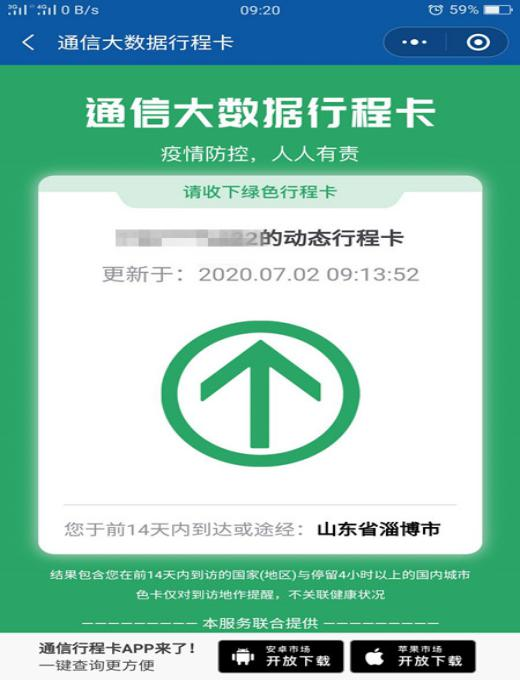 3G 4G 0 B/s 09:20 59%
通信大数据行程卡
通信大数据行程卡
疫情防控，人人有责
请收下绿色行程卡
的动态行程卡
更新于：2020.07.02 09:13:52
您于前14天内到达或途经：山东省淄博市
结果包含您在前14天内到访的国家(地区)与停留4小时以上的国内城市
色卡仅对到访地作提醒，不关联健康状况
本服务联合提供
通信行程卡APP来了！
一键查询更方便
安卓市场
开放下载
苹果市场
开放下载